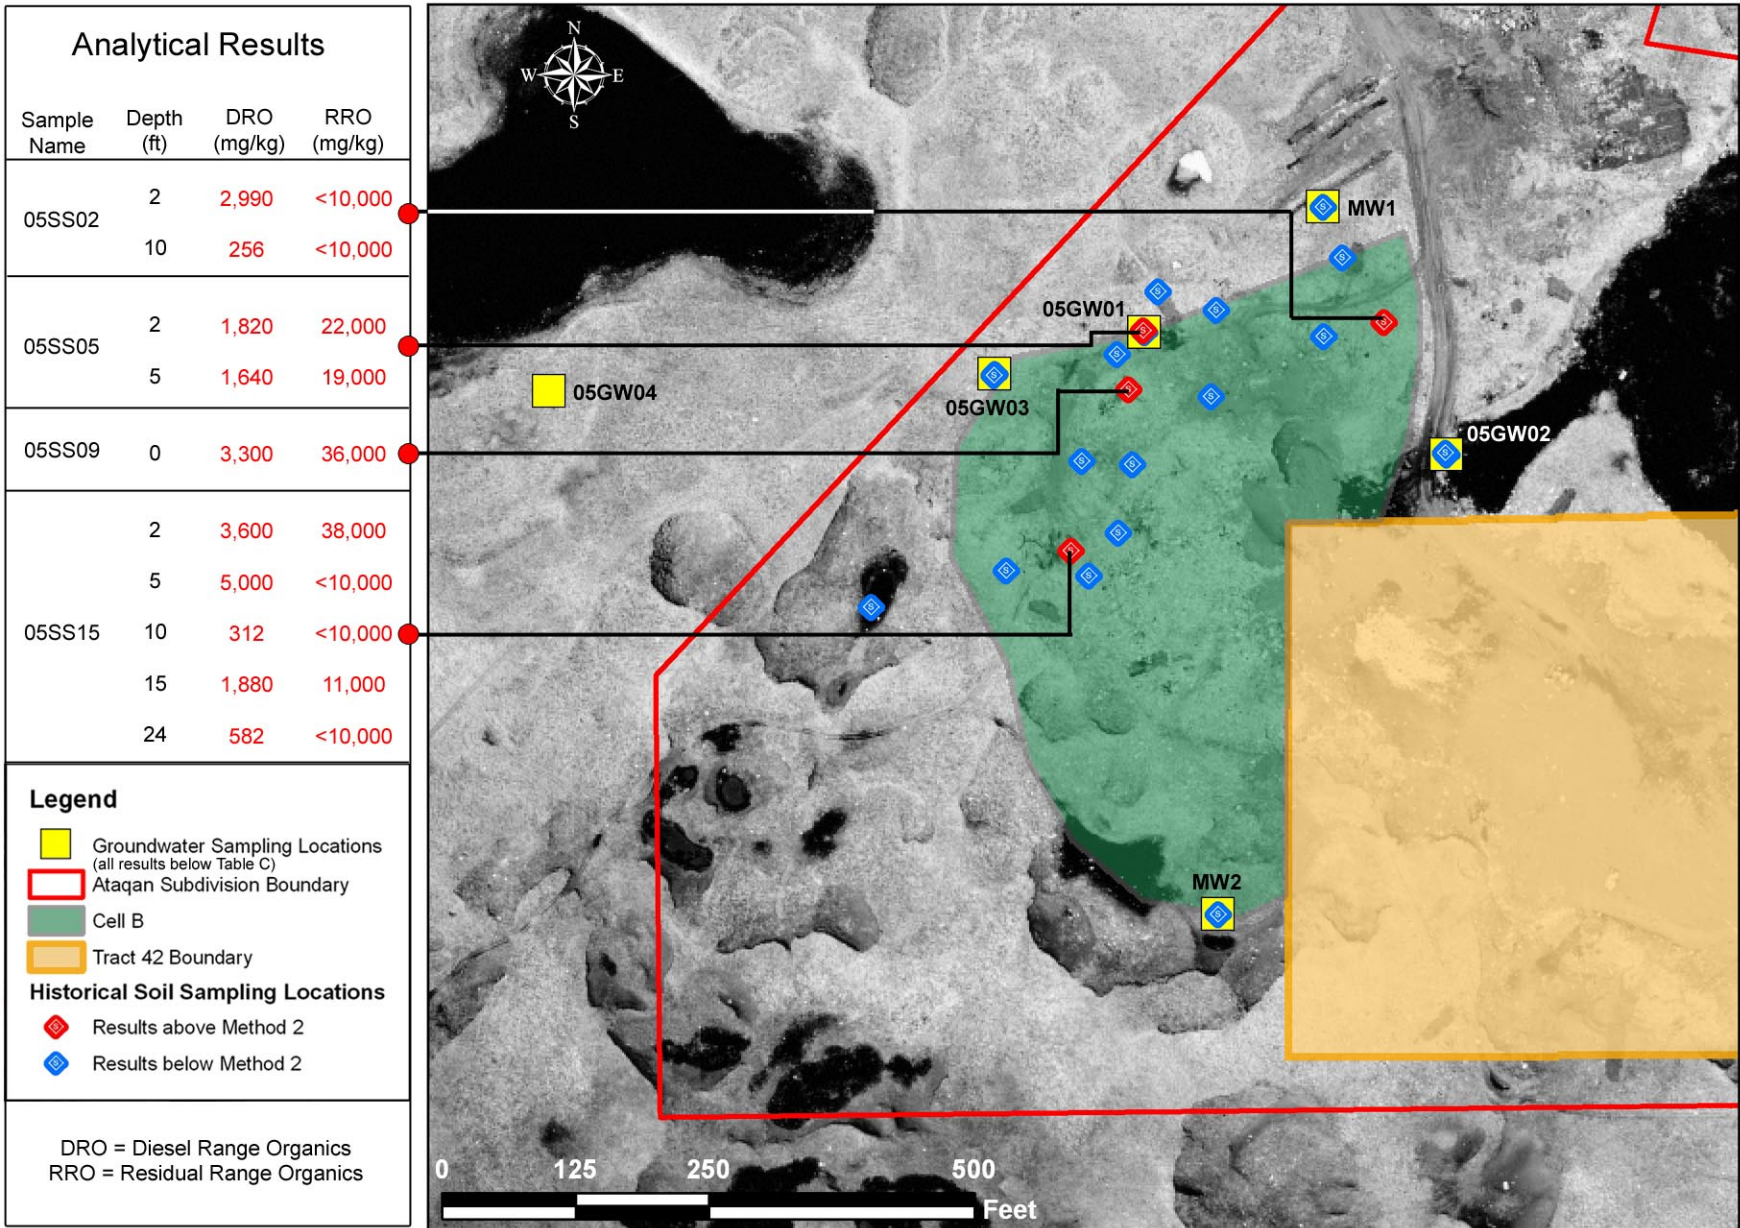 Analytical Results
Sample Name Depth (ft) DRO (mg/kg) RRO (mg/kg)
05SS02
2 2,990 <10,000
10 256 <10,000
05SS05
2 1,820 22,000
5 1,640 19,000
05SS09 0 3,300 36,000
05SS15
2 3,600 38,000
5 5,000 <10,000
10 312 <10,000
15 1,880 11,000
24 582 <10,000
Legend
Groundwater Sampling Locations
(all results below Table C)
Ataqan Subdivision Boundary
Cell B
Tract 42 Boundary
Historical Soil Sampling Locations
S Results above Method 2
S Results below Method 2
DRO = Diesel Range Organics
RRO = Residual Range Organics
N
W E
S
MW1
05GW01
05GW04
05GW03
05GW02
MW2
0 125 250 500
Feet